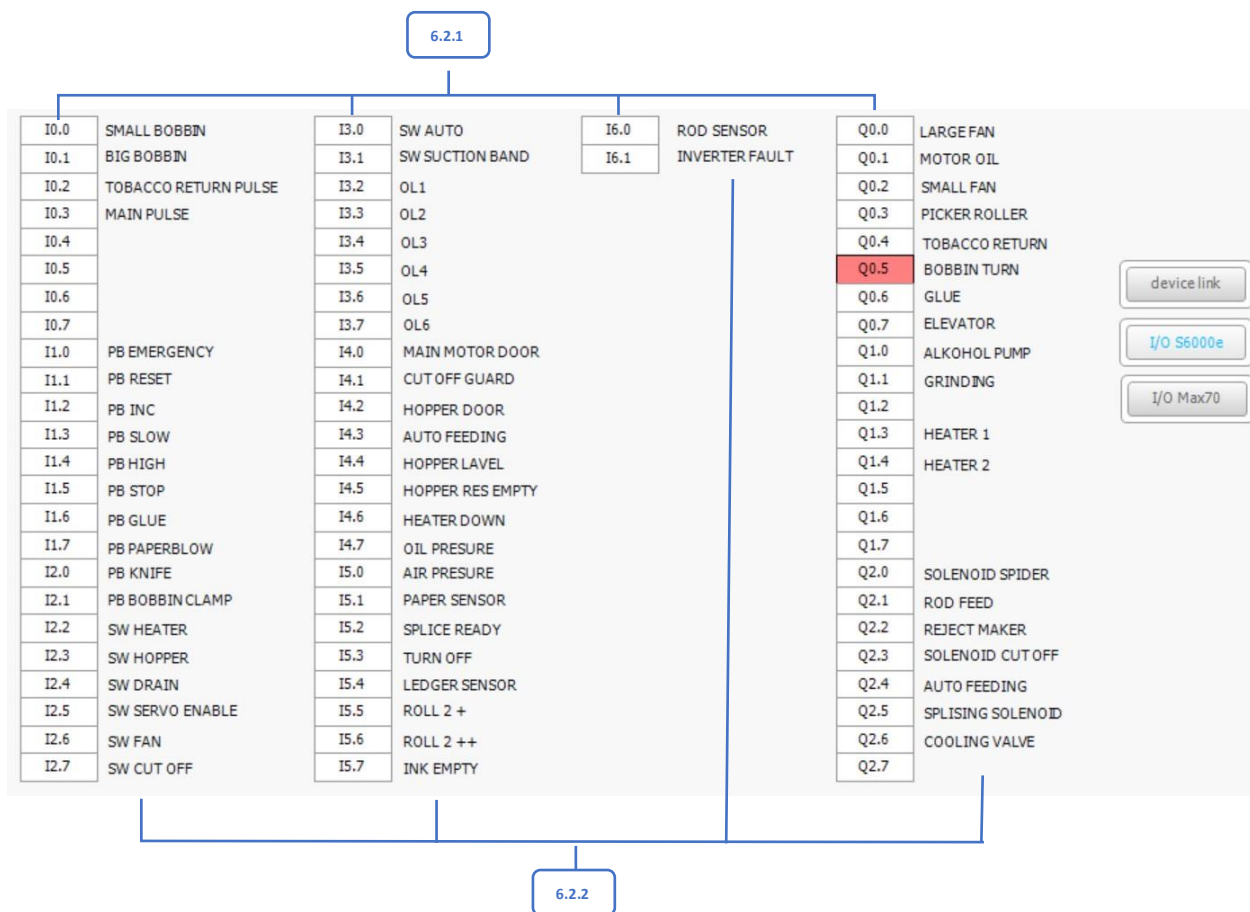 6.2.1
I0.0 SMALL BOBBIN I3.0 SW AUTO I6.0 ROD SENSOR Q0.0 LARGE FAN
I0.1 BIG BOBBIN I3.1 SW SUCTION BAND I6.1 INVERTER FAULT Q0.1 MOTOR OIL
I0.2 TOBACCO RETURN PULSE I3.2 OL1 Q0.2 SMALL FAN
I0.3 MAIN PULSE I3.3 OL2 Q0.3 PICKER ROLLER
I0.4 I3.4 OL3 Q0.4 TOBACCO RETURN
I0.5 I3.5 OL4 Q0.5 BOBBIN TURN
device link
I0.6 I3.6 OL5 Q0.6 GLUE
I0.7 I3.7 OL6 Q0.7 ELEVATOR
I/O S6000e
I1.0 PB EMERGENCY I4.0 MAIN MOTOR DOOR Q1.0 ALKOHOL PUMP
I1.1 PB RESET I4.1 CUT OFF GUARD Q1.1 GRINDING
I/O Max70
I1.2 PB INC I4.2 HOPPER DOOR Q1.2
I1.3 PB SLOW I4.3 AUTO FEEDING Q1.3 HEATER 1
I1.4 PB HIGH I4.4 HOPPER LAVEL Q1.4 HEATER 2
I1.5 PB STOP I4.5 HOPPER RES EMPTY Q1.5
I1.6 PB GLUE I4.6 HEATER DOWN Q1.6
I1.7 PB PAPERBLOW I4.7 OIL PRESURE Q1.7
I2.0 PB KNIFE I5.0 AIR PRESURE Q2.0 SOLENOID SPIDER
I2.1 PB BOBBIN CLAMP I5.1 PAPER SENSOR Q2.1 ROD FEED
I2.2 SW HEATER I5.2 SPLICE READY Q2.2 REJECT MAKER
I2.3 SW HOPPER I5.3 TURN OFF Q2.3 SOLENOID CUT OFF
I2.4 SW DRAIN I5.4 LEDGER SENSOR Q2.4 AUTO FEEDING
I2.5 SW SERVO ENABLE I5.5 ROLL 2 + Q2.5 SPLISING SOLENOID
I2.6 SW FAN I5.6 ROLL 2 ++ Q2.6 COOLING VALVE
I2.7 SW CUT OFF I5.7 INK EMPTY Q2.7
6.2.2